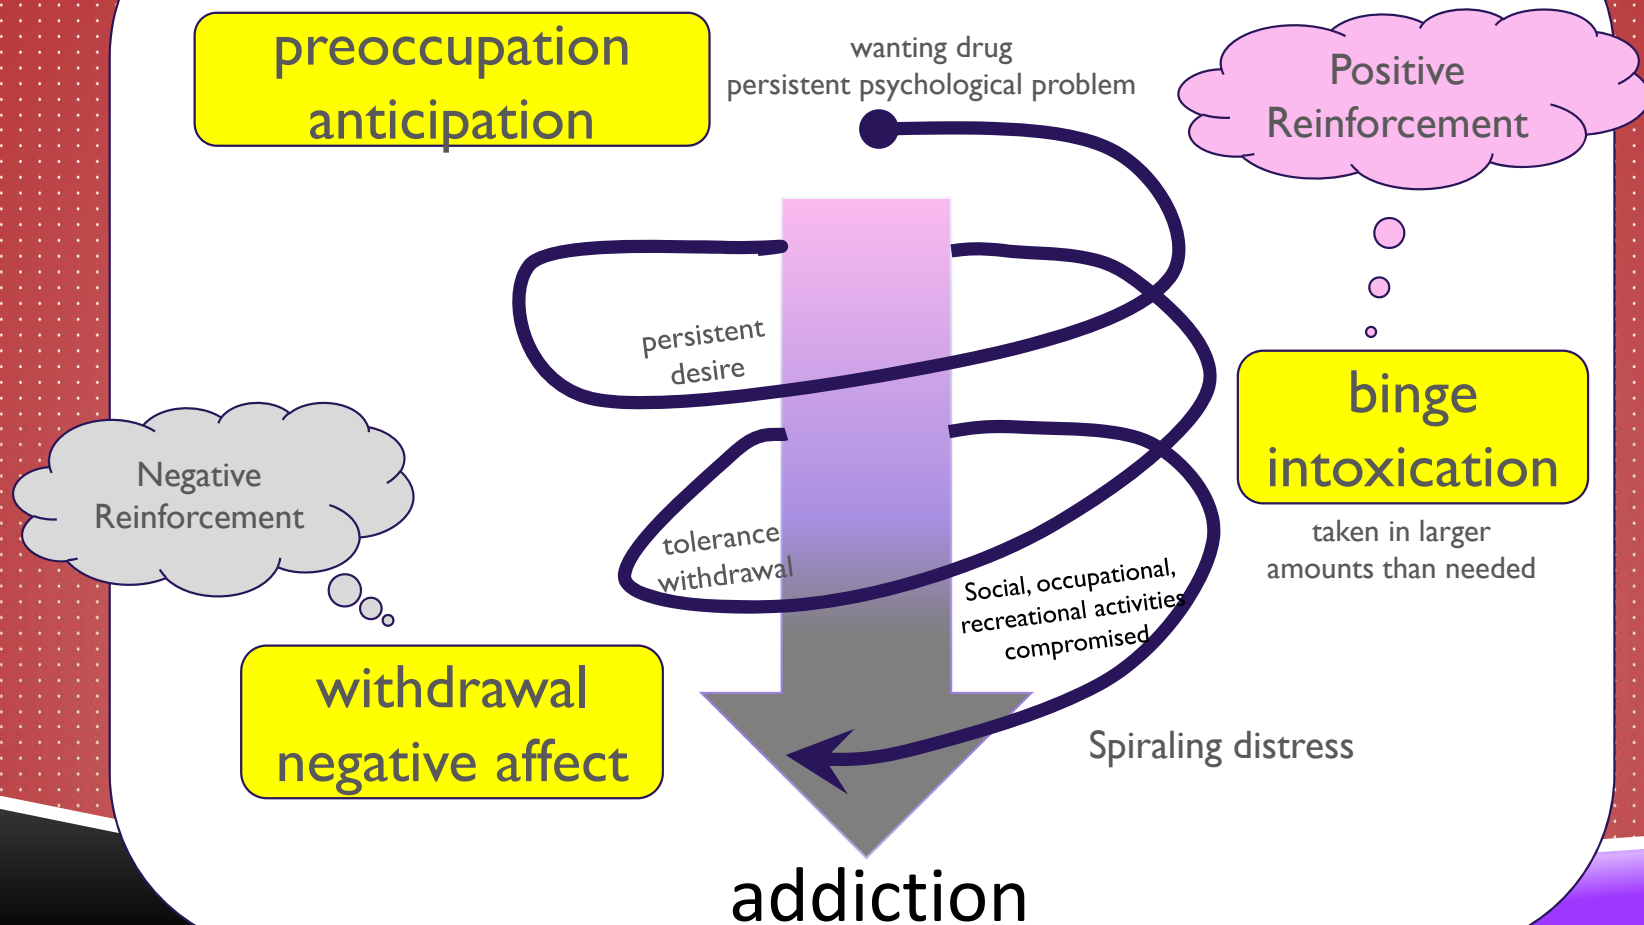 preoccupation
anticipation
wanting drug
persistent psychological problem
Positive
Reinforcement
persistent
desire
binge
intoxication
taken in larger
amounts than needed
Negative
Reinforcement
tolerance
withdrawal
Social, occupational,
recreational activities
compromised
withdrawal
negative affect
Spiraling distress
addiction